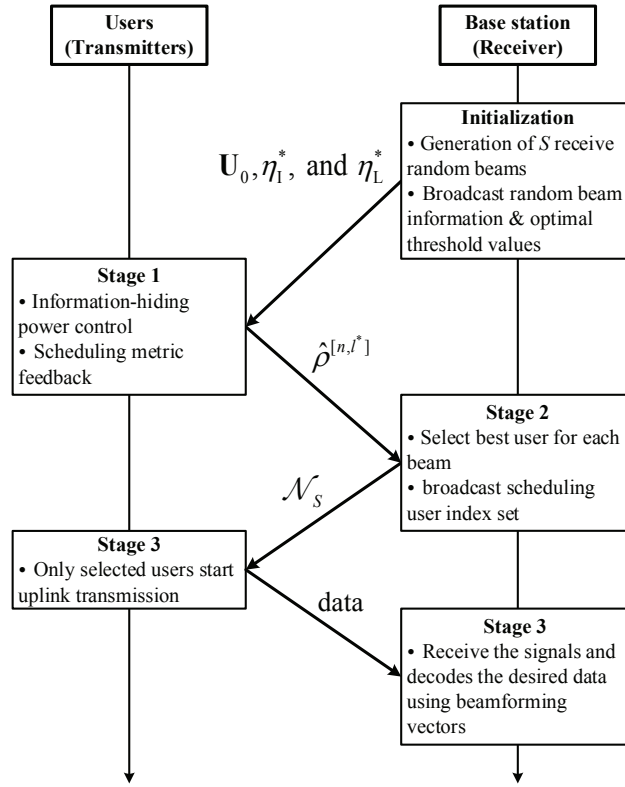 Users
(Transmitters)
Base station
(Receiver)
Initialization
• Generation of S receive
random beams
• Broadcast random beam
information & optimal
threshold values
U₀, η_I^*, and η_L^*
Stage 1
• Information-hiding
power control
• Scheduling metric
feedback
ρ̂^[n,l^*]
Stage 2
• Select best user for each
beam
• broadcast scheduling
user index set
𝒩_S
Stage 3
• Only selected users start
uplink transmission
data
Stage 3
• Receive the signals and
decodes the desired data
using beamforming
vectors